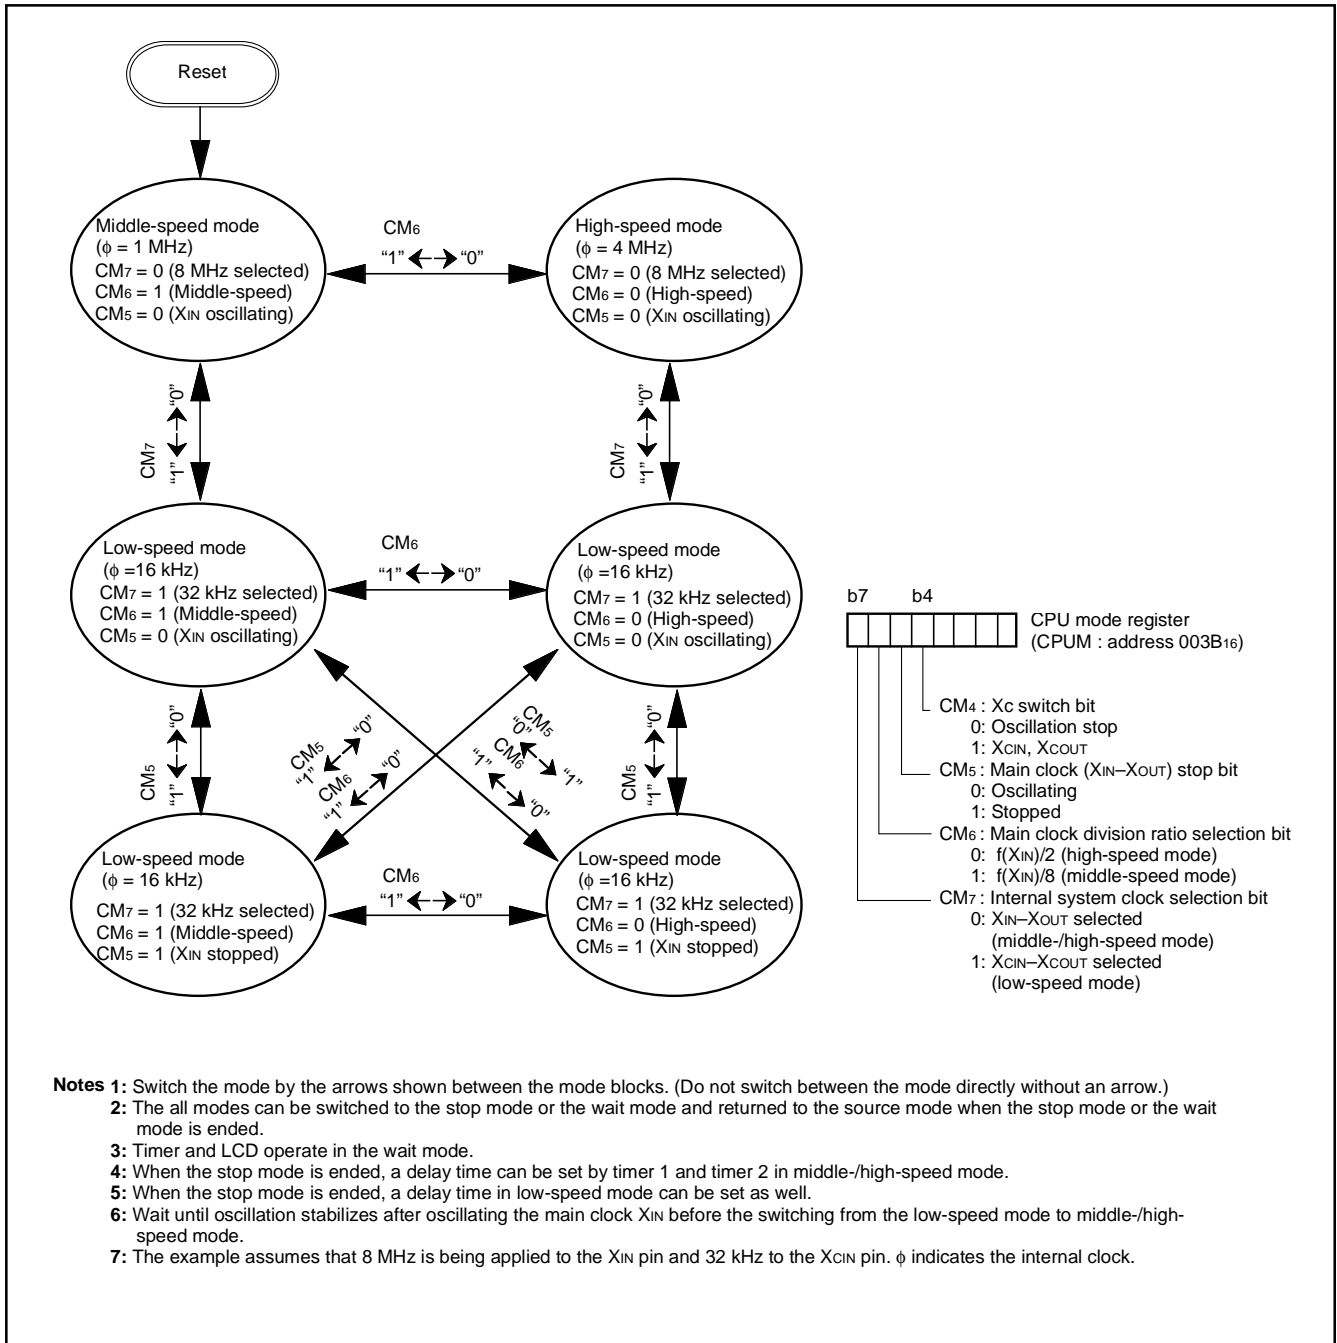 Reset
Middle-speed mode
(ϕ = 1 MHz)
CM7 = 0 (8 MHz selected)
CM6 = 1 (Middle-speed)
CM5 = 0 (XIN oscillating)
CM6
“1” ←→ “0”
High-speed mode
(ϕ = 4 MHz)
CM7 = 0 (8 MHz selected)
CM6 = 0 (High-speed)
CM5 = 0 (XIN oscillating)
CM7
“1” ←→ “0”
CM7
“1” ←→ “0”
Low-speed mode
(ϕ =16 kHz)
CM7 = 1 (32 kHz selected)
CM6 = 1 (Middle-speed)
CM5 = 0 (XIN oscillating)
CM6
“1” ←→ “0”
Low-speed mode
(ϕ =16 kHz)
CM7 = 1 (32 kHz selected)
CM6 = 0 (High-speed)
CM5 = 0 (XIN oscillating)
CM5
“1” ←→ “0”
CM5
“1” ←→ “0”
CM6
“1” ←→ “0”
CM5
“0” ←→ “1”
CM6
“1” ←→ “0”
CM5
“1” ←→ “0”
Low-speed mode
(ϕ = 16 kHz)
CM7 = 1 (32 kHz selected)
CM6 = 1 (Middle-speed)
CM5 = 1 (XIN stopped)
CM6
“1” ←→ “0”
Low-speed mode
(ϕ =16 kHz)
CM7 = 1 (32 kHz selected)
CM6 = 0 (High-speed)
CM5 = 1 (XIN stopped)
b7 b4
CPU mode register
(CPUM : address 003B16)
CM4 : Xc switch bit
0: Oscillation stop
1: XCIN, XCOUT
CM5 : Main clock (XIN–XOUT) stop bit
0: Oscillating
1: Stopped
CM6 : Main clock division ratio selection bit
0: f(XIN)/2 (high-speed mode)
1: f(XIN)/8 (middle-speed mode)
CM7 : Internal system clock selection bit
0: XIN–XOUT selected
(middle-/high-speed mode)
1: XCIN–XCOUT selected
(low-speed mode)
Notes 1: Switch the mode by the arrows shown between the mode blocks. (Do not switch between the mode directly without an arrow.)
2: The all modes can be switched to the stop mode or the wait mode and returned to the source mode when the stop mode or the wait
mode is ended.
3: Timer and LCD operate in the wait mode.
4: When the stop mode is ended, a delay time can be set by timer 1 and timer 2 in middle-/high-speed mode.
5: When the stop mode is ended, a delay time in low-speed mode can be set as well.
6: Wait until oscillation stabilizes after oscillating the main clock XIN before the switching from the low-speed mode to middle-/high-
speed mode.
7: The example assumes that 8 MHz is being applied to the XIN pin and 32 kHz to the XCIN pin. ϕ indicates the internal clock.